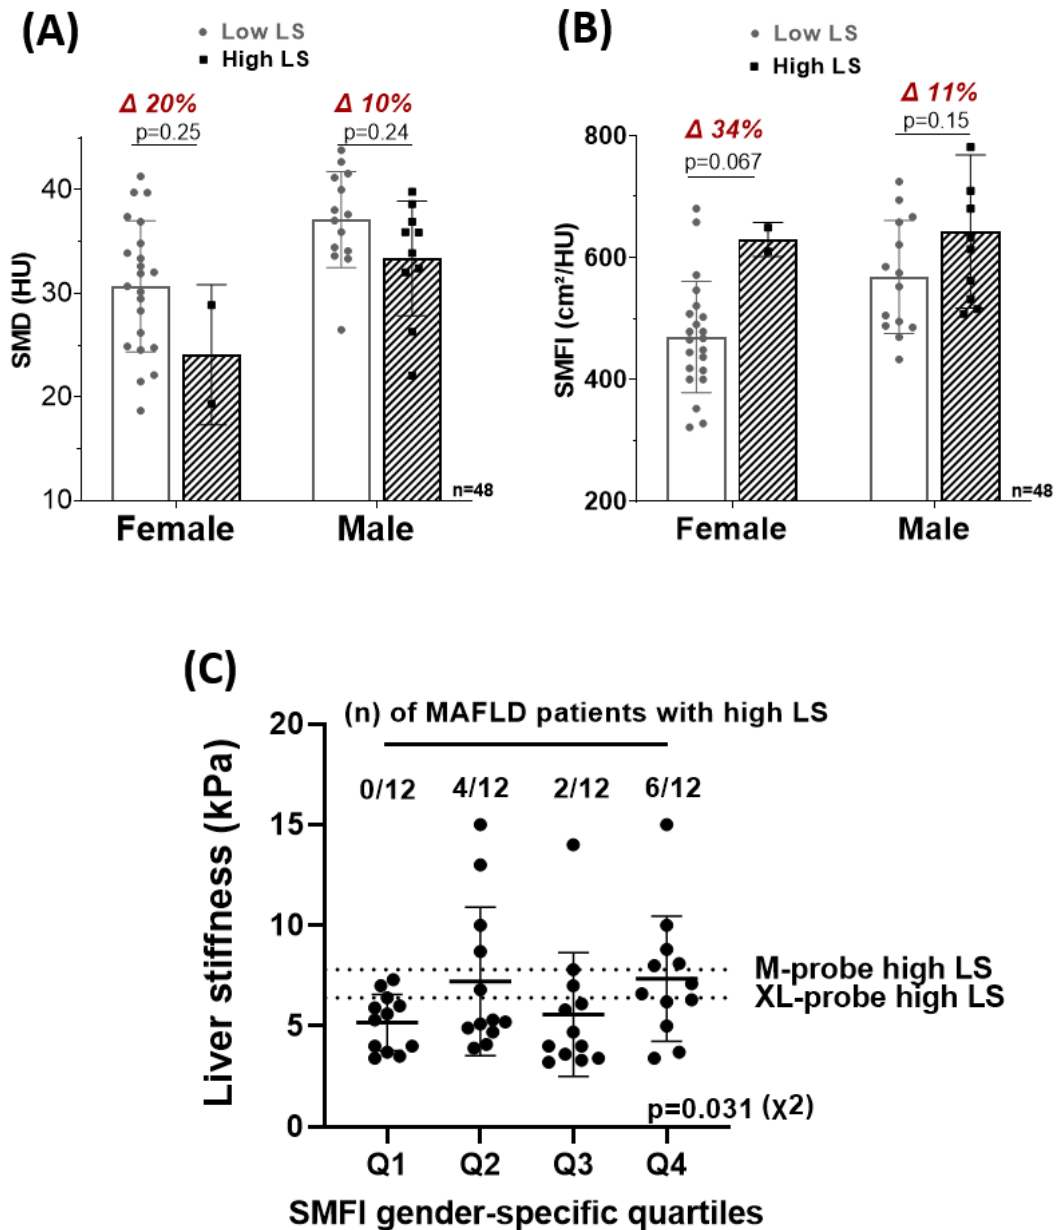 (A)
Low LS
High LS
Δ 20%
p=0.25
Δ 10%
p=0.24
SMD (HU)
40
30
20
10
n=48
Female
Male
(B)
Low LS
High LS
Δ 34%
p=0.067
Δ 11%
p=0.15
SMFI (cm²/HU)
800
600
400
200
n=48
Female
Male
(C)
(n) of MAFLD patients with high LS
0/12
4/12
2/12
6/12
Liver stiffness (kPa)
20
15
10
5
0
M-probe high LS
XL-probe high LS
p=0.031 (χ2)
Q1
Q2
Q3
Q4
SMFI gender-specific quartiles